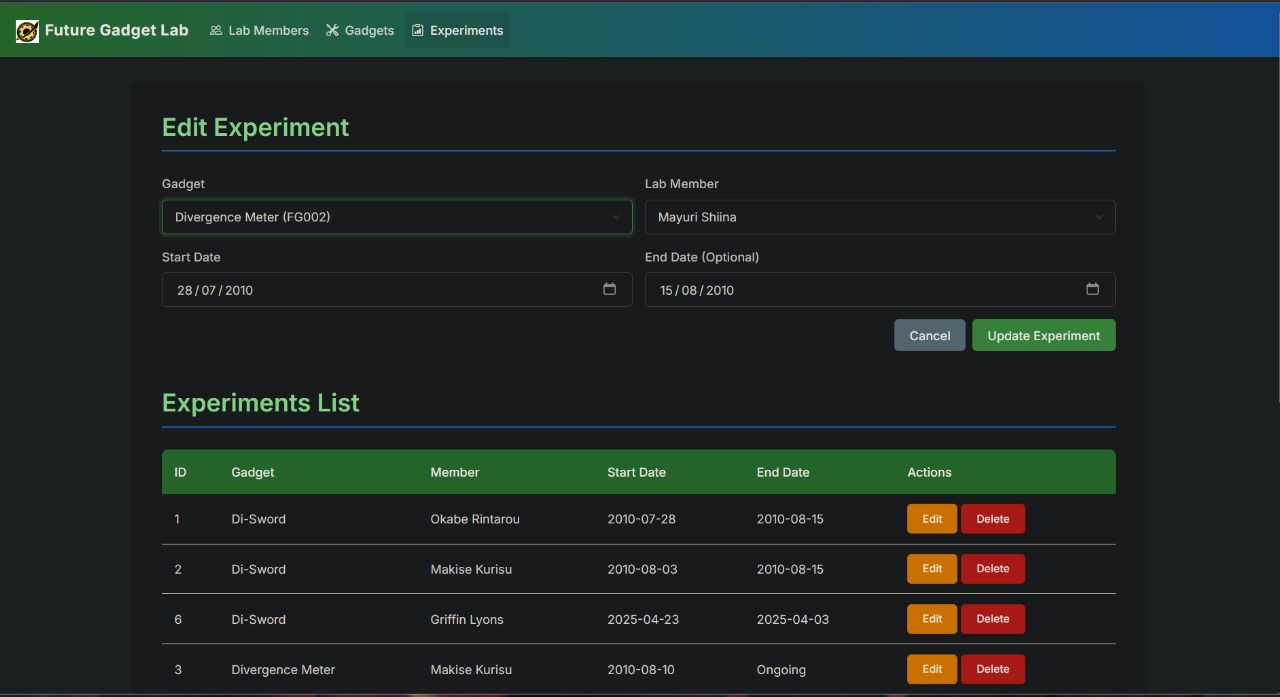 Future Gadget Lab Lab Members Gadgets Experiments
Edit Experiment
Gadget Lab Member
Divergence Meter (FG002) Mayuri Shiina
Start Date End Date (Optional)
28/07/2010 15/08/2010
Cancel Update Experiment
Experiments List
ID Gadget Member Start Date End Date Actions
1 Di-Sword Okabe Rintarou 2010-07-28 2010-08-15 Edit Delete
2 Di-Sword Makise Kurisu 2010-08-03 2010-08-15 Edit Delete
6 Di-Sword Griffin Lyons 2025-04-23 2025-04-03 Edit Delete
3 Divergence Meter Makise Kurisu 2010-08-10 Ongoing Edit Delete